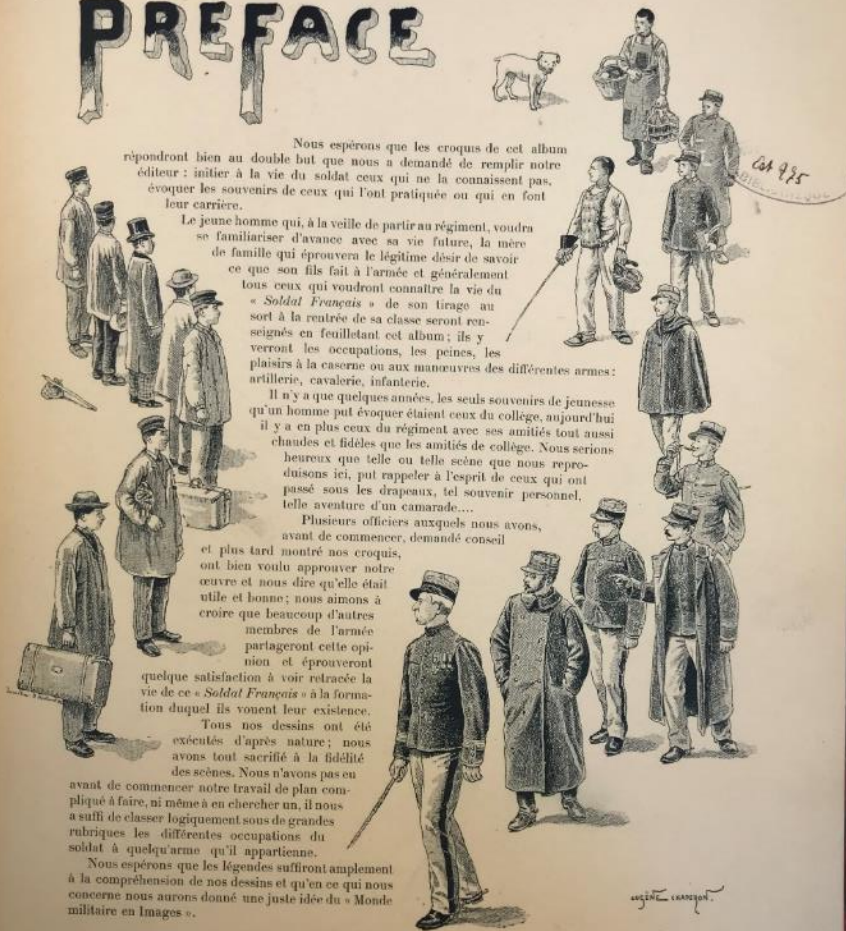 PREFACE
Nous espérons que les croquis de cet album
répondront bien au double but que nous a demandé de remplir notre
éditeur : initier à la vie du soldat ceux qui ne la connaissent pas,
évoquer les souvenirs de ceux qui l'ont pratiquée ou qui en font
leur carrière.
Le jeune homme qui, à la veille de partir au régiment, voudra
se familiariser d'avance avec sa vie future, la mère
de famille qui éprouvera le légitime désir de savoir
ce que son fils fait à l'armée et généralement
tous ceux qui voudront connaître la vie du
« Soldat Français » de son tirage au
sort à la rentrée de sa classe seront ren-
seignés en feuilletant cet album ; ils y
verront les occupations, les peines, les
plaisirs à la caserne ou aux manœuvres des différentes armes :
artillerie, cavalerie, infanterie.
Il n'y a que quelques années, les seuls souvenirs de jeunesse
qu'un homme put évoquer étaient ceux du collège, aujourd'hui
il y a en plus ceux du régiment avec ses amitiés tout aussi
chaudes et fidèles que les amitiés de collège. Nous serions
heureux que telle ou telle scène que nous repro-
duisons ici, put rappeler à l'esprit de ceux qui ont
passé sous les drapeaux, tel souvenir personnel,
telle aventure d'un camarade....
Plusieurs officiers auxquels nous avons,
avant de commencer, demandé conseil
et plus tard montré nos croquis,
ont bien voulu approuver notre
œuvre et nous dire qu'elle était
utile et bonne ; nous aimons à
croire que beaucoup d'autres
membres de l'armée
partageront cette opi-
nion et éprouveront
quelque satisfaction à voir retracée la
vie de ce « Soldat Français » à la forma-
tion duquel ils vouent leur existence.
Tous nos dessins ont été
exécutés d'après nature ; nous
avons tout sacrifié à la fidélité
des scènes. Nous n'avons pas eu
avant de commencer notre travail de plan com-
pliqué à faire, ni même à en chercher un, il nous
a suffi de classer logiquement sous de grandes
rubriques les différentes occupations du
soldat à quelqu'arme qu'il appartienne.
Nous espérons que les légendes suffiront amplement
à la compréhension de nos dessins et qu'en ce qui nous
concerne nous aurons donné une juste idée du « Monde
militaire en Images ».
EUGÈNE CHAPERON.
Est 935